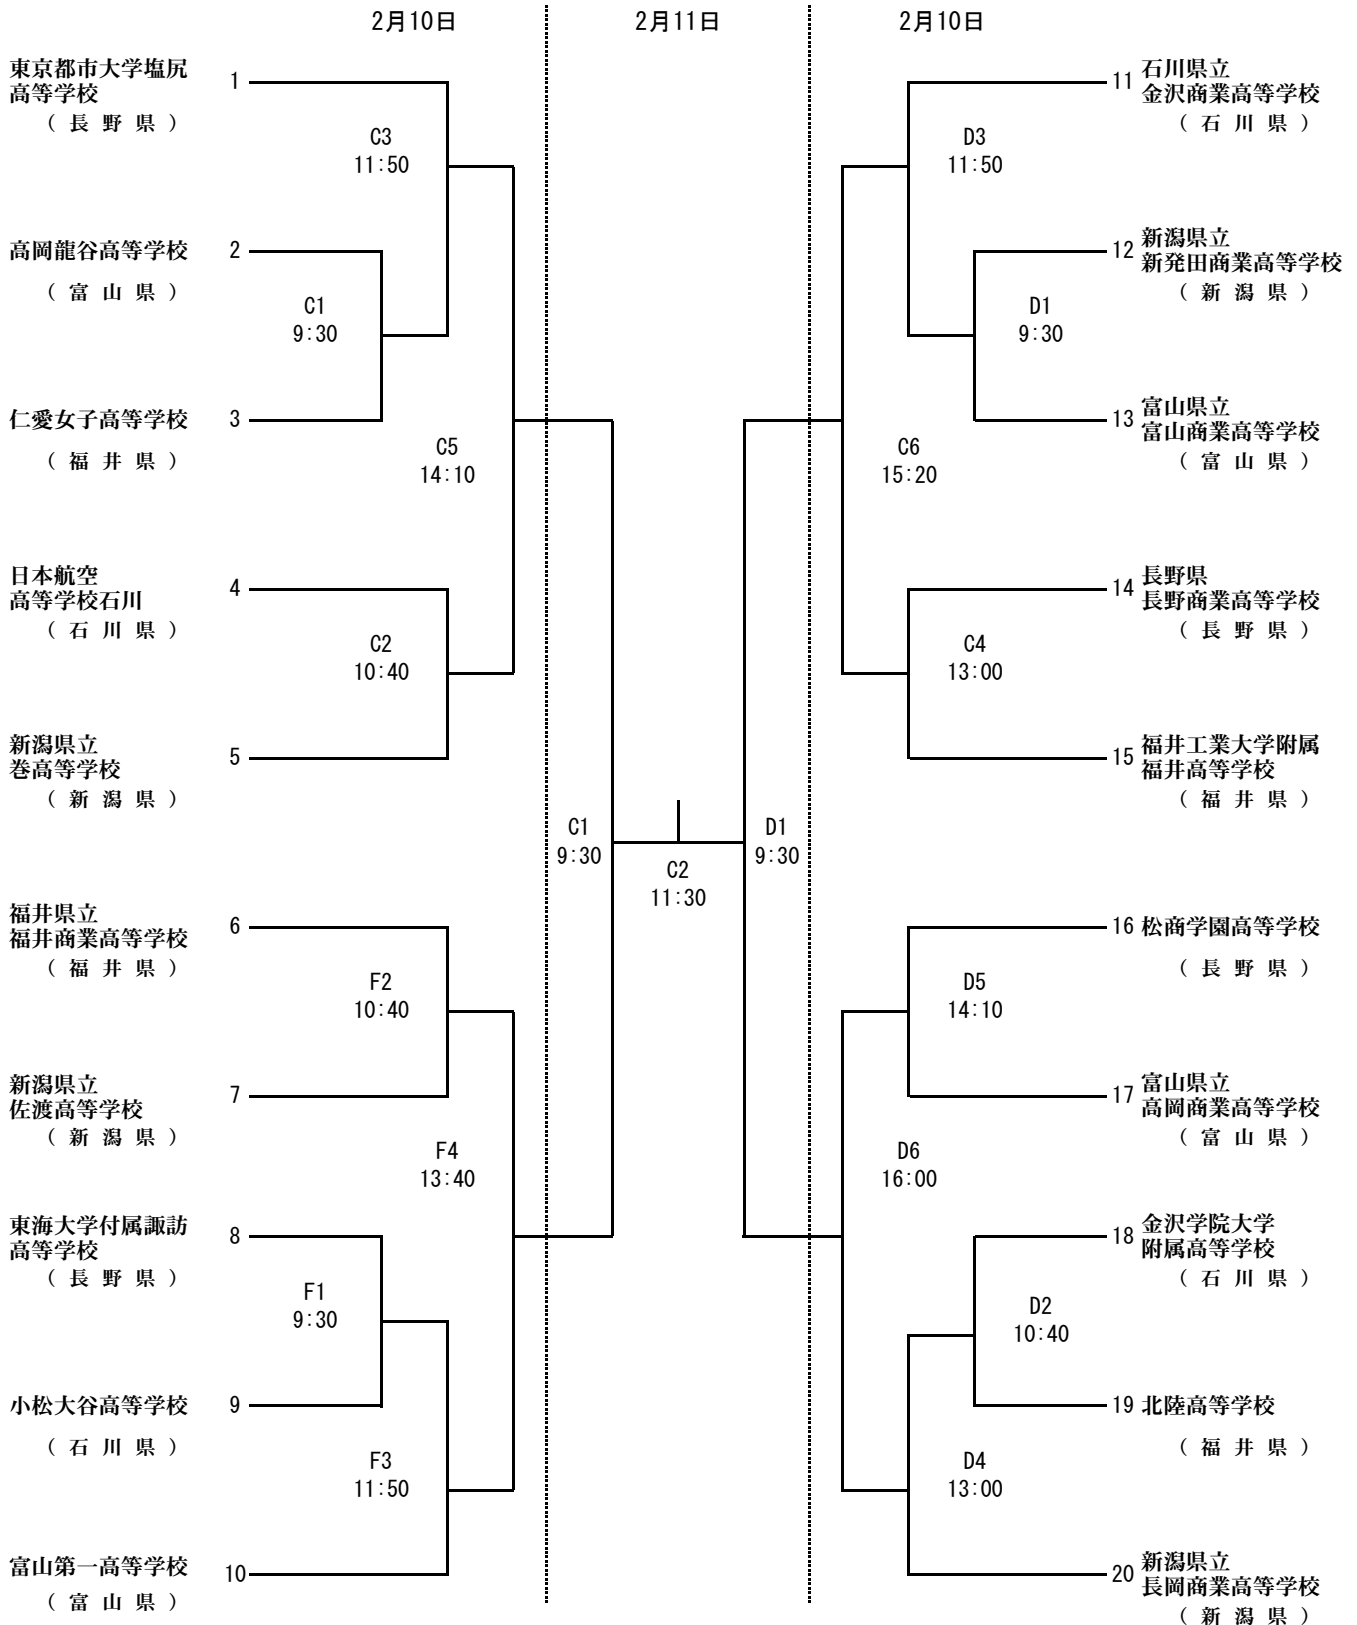 2月10日
2月11日
2月10日
東京都市大学塩尻
高等学校
1
( 長 野 県 )
C3
11:50
高岡龍谷高等学校 2
( 富 山 県 )
C1
9:30
仁愛女子高等学校 3
( 福 井 県 )
C5
14:10
日本航空
高等学校石川
4
( 石 川 県 )
C2
10:40
新潟県立
巻高等学校
5
( 新 潟 県 )
C1
9:30
C2
11:30
D1
9:30
福井県立
福井商業高等学校
6
( 福 井 県 )
F2
10:40
新潟県立
佐渡高等学校
7
( 新 潟 県 )
F4
13:40
東海大学付属諏訪
高等学校
8
( 長 野 県 )
F1
9:30
小松大谷高等学校 9
( 石 川 県 )
F3
11:50
富山第一高等学校 10
( 富 山 県 )
11
石川県立
金沢商業高等学校
( 石 川 県 )
D3
11:50
12
新潟県立
新発田商業高等学校
( 新 潟 県 )
D1
9:30
13
富山県立
富山商業高等学校
( 富 山 県 )
C6
15:20
14
長野県
長野商業高等学校
( 長 野 県 )
C4
13:00
15
福井工業大学附属
福井高等学校
( 福 井 県 )
16 松商学園高等学校
( 長 野 県 )
D5
14:10
17
富山県立
高岡商業高等学校
( 富 山 県 )
D6
16:00
18
金沢学院大学
附属高等学校
( 石 川 県 )
D2
10:40
19 北陸高等学校
( 福 井 県 )
D4
13:00
20
新潟県立
長岡商業高等学校
( 新 潟 県 )